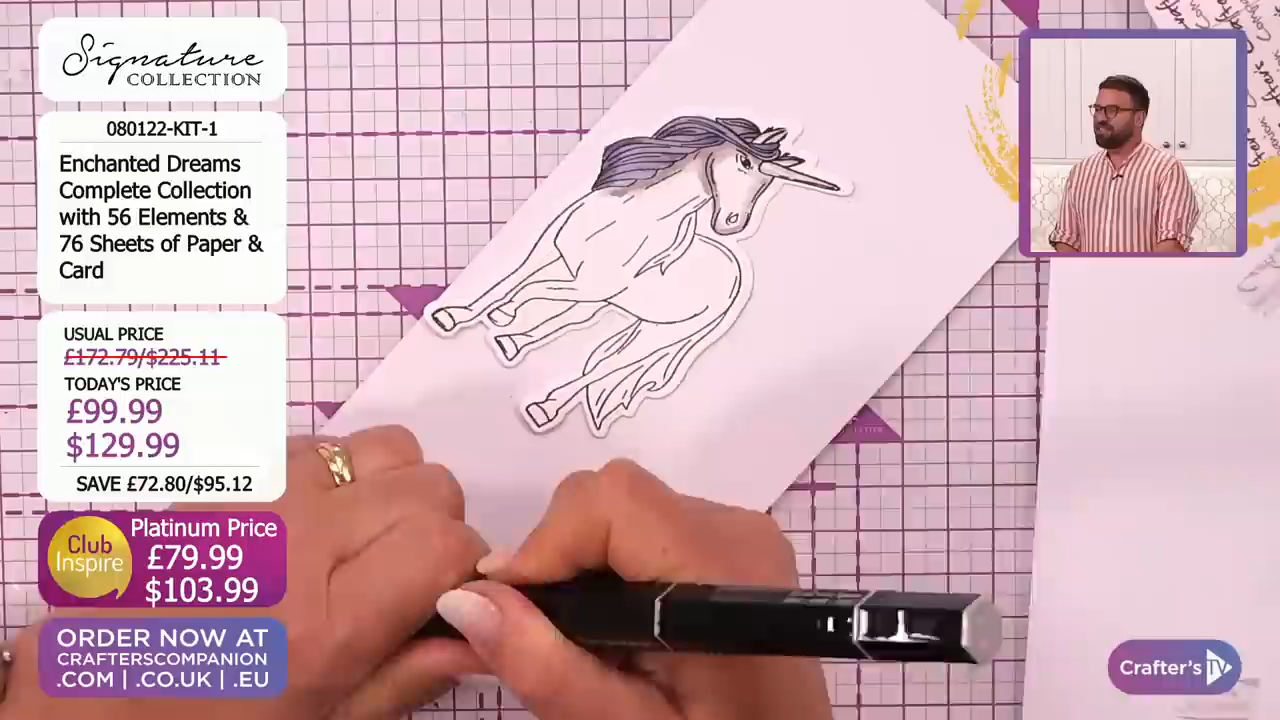 Signature
COLLECTION
080122-KIT-1
Enchanted Dreams
Complete Collection
with 56 Elements &
76 Sheets of Paper &
Card
USUAL PRICE
£172.79/$225.11
TODAY'S PRICE
£99.99
$129.99
SAVE £72.80/$95.12
Club
Inspire
Platinum Price
£79.99
$103.99
ORDER NOW AT
CRAFTERSCOMPANION
.COM | .CO.UK | .EU
Crafter's TV